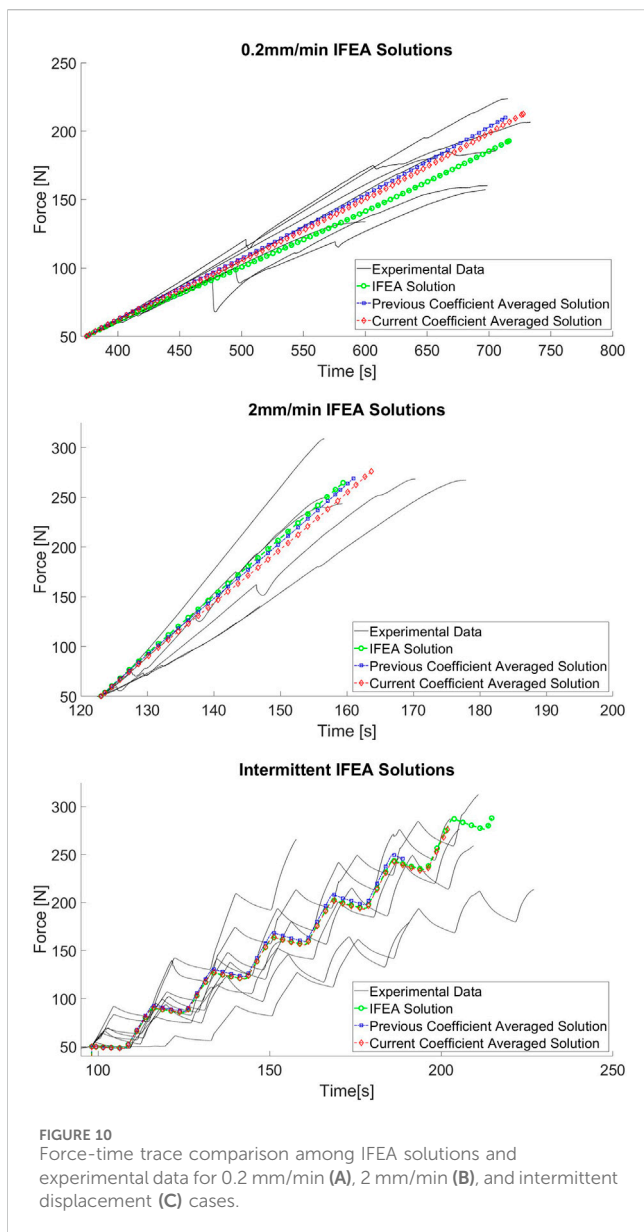 0.2mm/min IFEA Solutions
250
200
150
100
50
Force [N]
400
450
500
550
600
650
700
750
800
Time [s]
Experimental Data
IFEA Solution
Previous Coefficient Averaged Solution
Current Coefficient Averaged Solution
2mm/min IFEA Solutions
300
250
200
150
100
50
Force [N]
120
130
140
150
160
170
180
190
200
Time [s]
Experimental Data
IFEA Solution
Previous Coefficient Averaged Solution
Current Coefficient Averaged Solution
Intermittent IFEA Solutions
300
250
200
150
100
50
Force [N]
100
150
200
250
Time[s]
Experimental Data
IFEA Solution
Previous Coefficient Averaged Solution
Current Coefficient Averaged Solution
FIGURE 10
Force-time trace comparison among IFEA solutions and
experimental data for 0.2 mm/min (A), 2 mm/min (B), and intermittent
displacement (C) cases.